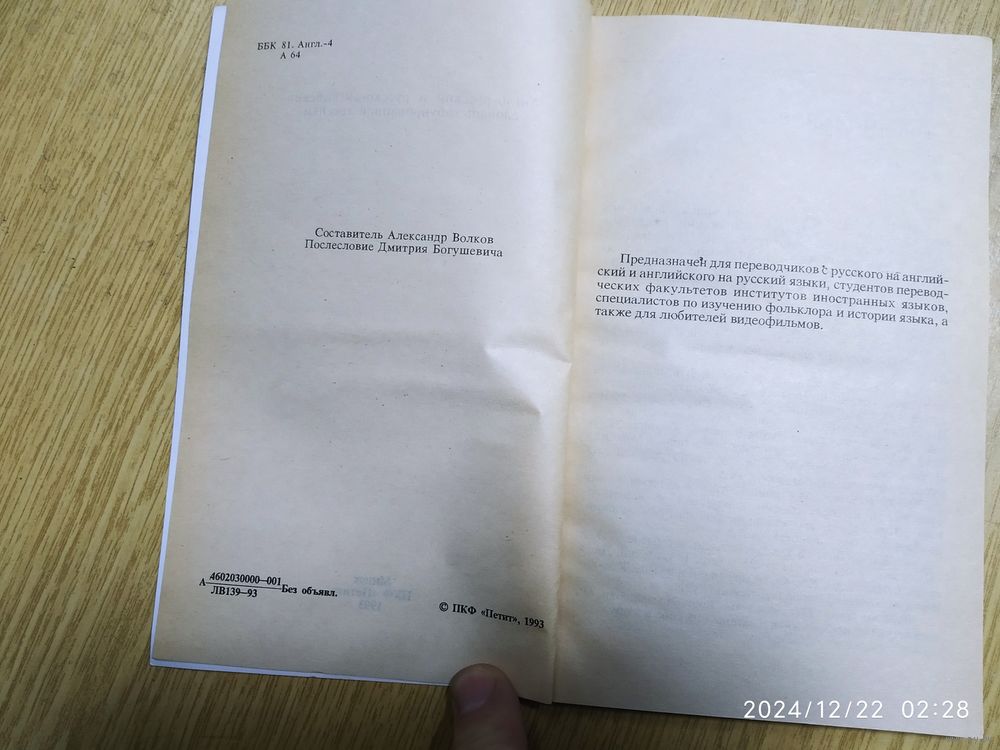 ББК 81. Англ.-4
А 64
Составитель Александр Волков
Послесловие Дмитрия Богушевича
А 4602030000—001 Без объявл.
ЛВ139—93
© ПКФ «Петит», 1993
Предназначен для переводчиков с русского на англий-
ский и английского на русский языки, студентов перевод-
ческих факультетов институтов иностранных языков,
специалистов по изучению фольклора и истории языка, а
также для любителей видеофильмов.
2024/12/22 02:28